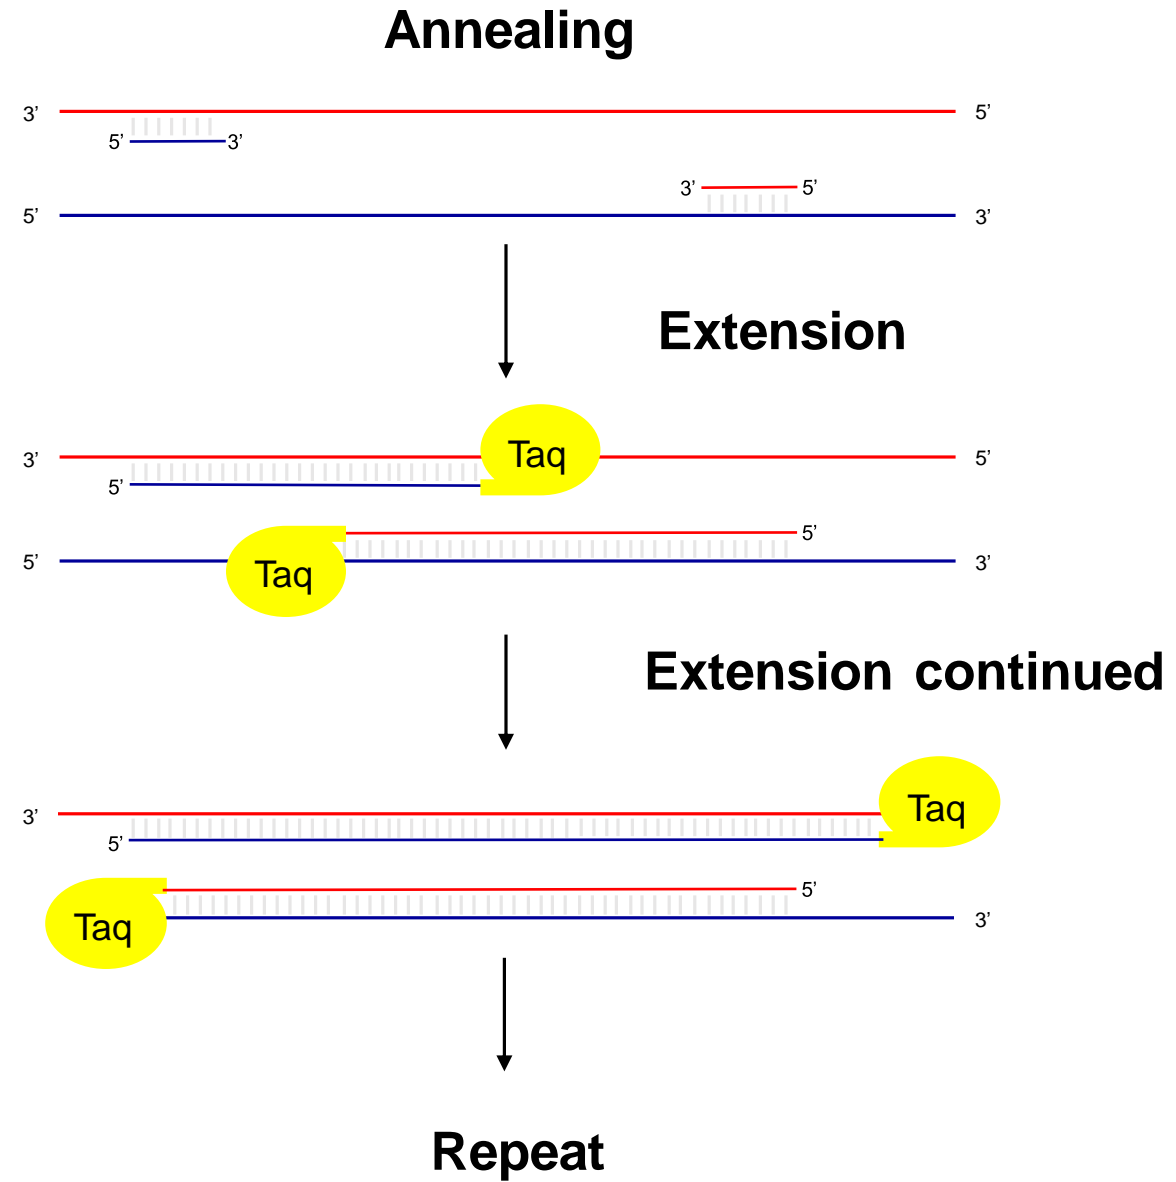 Annealing
3’ 5’
5’ 3’
3’ 5’
5’ 3’
Extension
3’ Taq 5’
5’
5’
5’ Taq 3’
Extension continued
3’ Taq
5’
5’
Taq 3’
Repeat